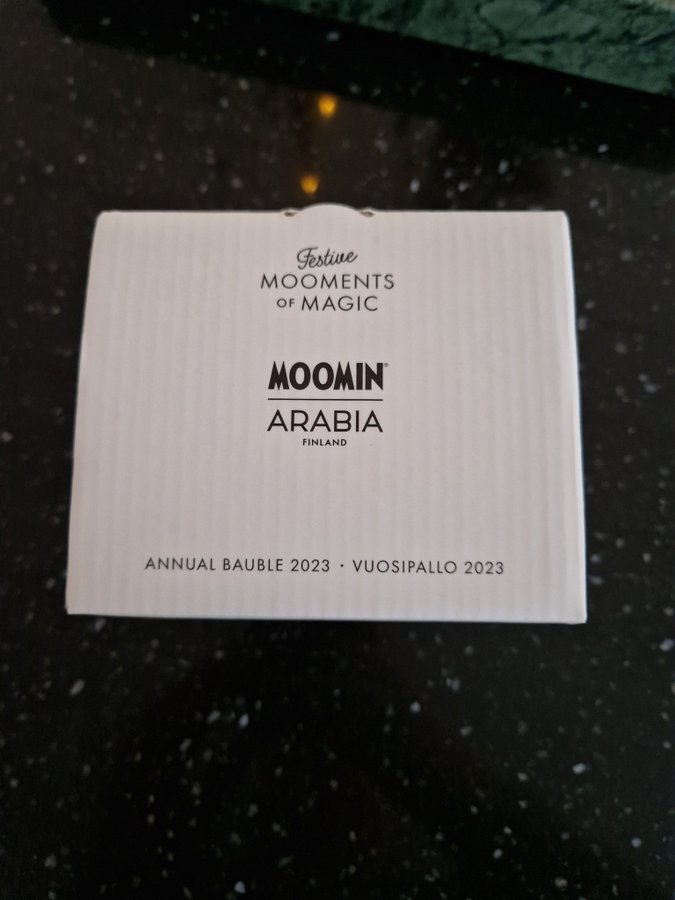 Festive
MOOMENTS
OF MAGIC
MOOMIN®
ARABIA
FINLAND
ANNUAL BAUBLE 2023 · VUOSIPALLO 2023